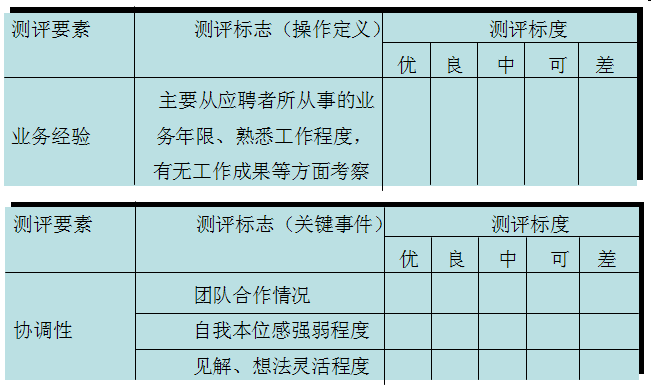 测评要素 测评标志（操作定义） 测评标度
优 良 中 可 差
业务经验
主要从应聘者所从事的业
务年限、熟悉工作程度，
有无工作成果等方面考察
测评要素 测评标志（关键事件） 测评标度
优 良 中 可 差
协调性
团队合作情况
自我本位感强弱程度
见解、想法灵活程度